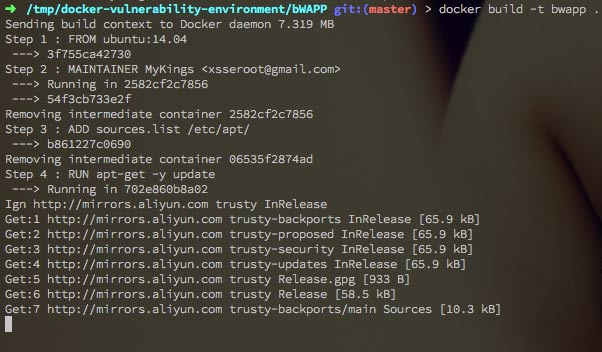 ➜ /tmp/docker-vulnerability-environment/bWAPP git:(master) > docker build -t bwapp .
Sending build context to Docker daemon 7.319 MB
Step 1 : FROM ubuntu:14.04
---> 3f755ca42730
Step 2 : MAINTAINER MyKings <xsseroot@gmail.com>
---> Running in 2582cf2c7856
---> 54f3cb733e2f
Removing intermediate container 2582cf2c7856
Step 3 : ADD sources.list /etc/apt/
---> b861227c0690
Removing intermediate container 06535f2874ad
Step 4 : RUN apt-get -y update
---> Running in 702e860b8a02
Ign http://mirrors.aliyun.com trusty InRelease
Get:1 http://mirrors.aliyun.com trusty-backports InRelease [65.9 kB]
Get:2 http://mirrors.aliyun.com trusty-proposed InRelease [65.9 kB]
Get:3 http://mirrors.aliyun.com trusty-security InRelease [65.9 kB]
Get:4 http://mirrors.aliyun.com trusty-updates InRelease [65.9 kB]
Get:5 http://mirrors.aliyun.com trusty Release.gpg [933 B]
Get:6 http://mirrors.aliyun.com trusty Release [58.5 kB]
Get:7 http://mirrors.aliyun.com trusty-backports/main Sources [10.3 kB]